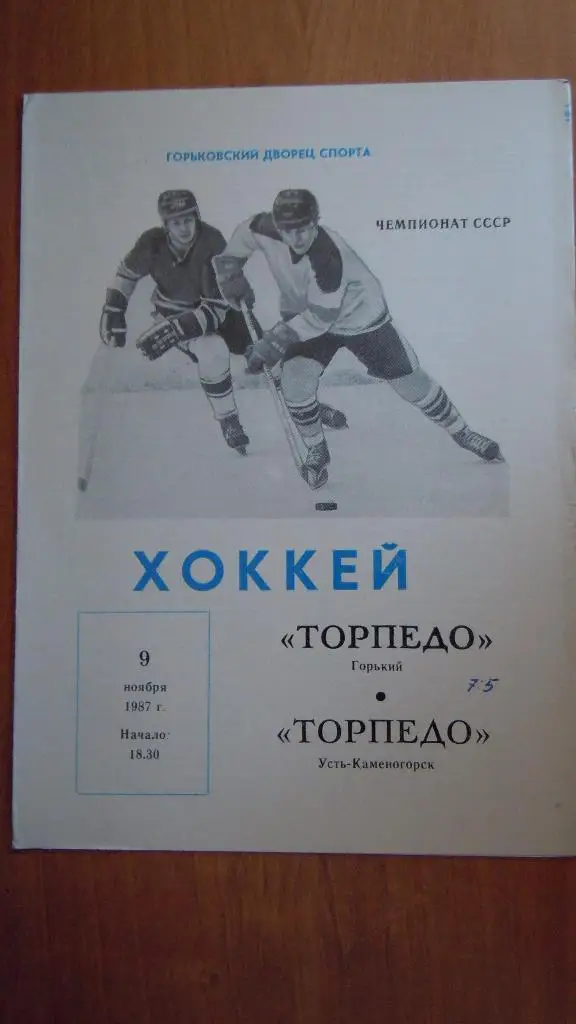 ГОРЬКОВСКИЙ ДВОРЕЦ СПОРТА
ЧЕМПИОНАТ СССР
ХОККЕЙ
9
ноября
1987 г.
Начало:
18.30
«ТОРПЕДО»
Горький
7:5
«ТОРПЕДО»
Усть-Каменогорск